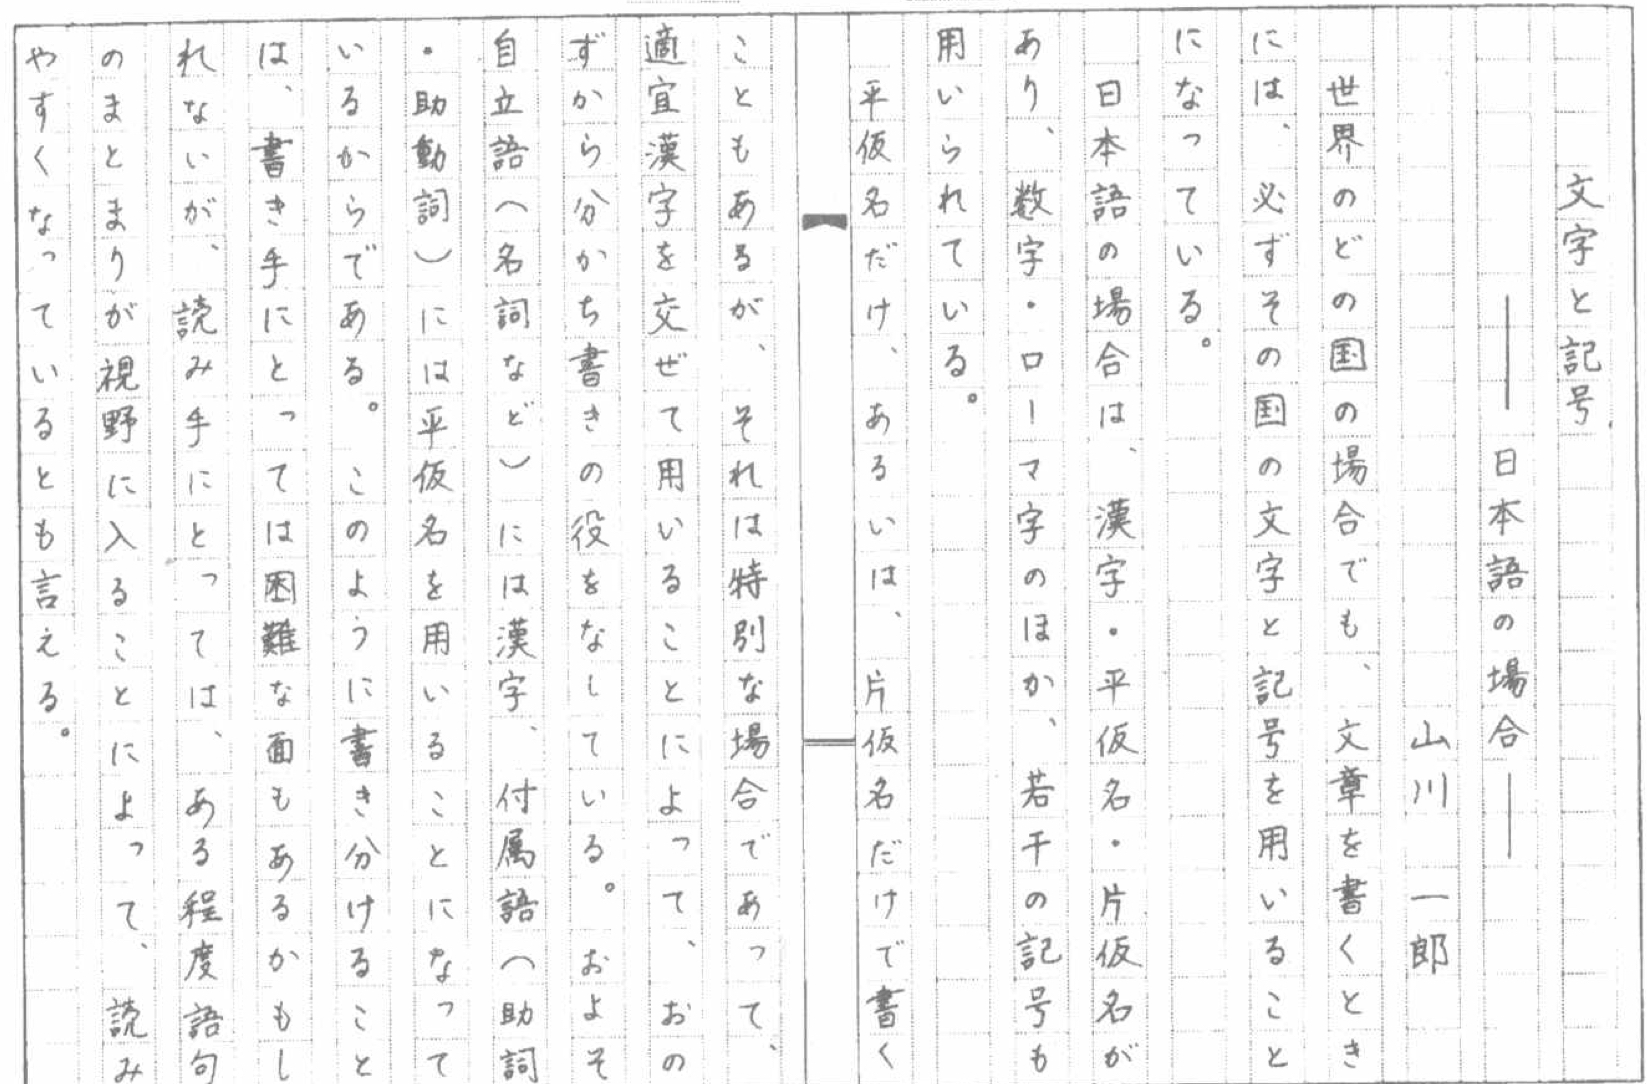 文字と記号
――日本語の場合――
山川一郎
世界のどの国の場合でも、文章を書くとき
には、必ずその国の文字と記号を用いること
になっている。
日本語の場合は、漢字・平仮名・片仮名が
あり、数字・ローマ字のほか、若干の記号も
用いられている。
平仮名だけ、あるいは、片仮名だけで書く
こともあるが、それは特別な場合であって、
適宜漢字を交ぜて用いることによって、おの
ずから分かち書きの役をなしている。およそ
自立語（名詞など）には漢字、付属語（助詞
・助動詞）には平仮名を用いることになって
いるからである。このように書き分けること
は、書き手にとっては困難な面もあるかもし
れないが、読み手にとっては、ある程度語句
のまとまりが視野に入ることによって、読み
やすくなっているとも言える。